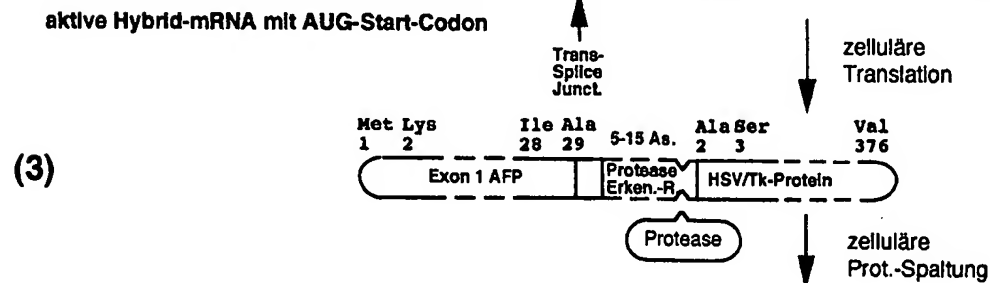 aktive Hybrid-mRNA mit AUG-Start-Codon
Trans-
Splice
Junct.
zelluläre
Translation
Met Lys Ile Ala 5-15 As. Ala Ser Val
1 2 28 29 2 3 376
(3)
Exon 1 AFP
Protease
Erken.-R
HSV/Tk-Protein
Protease
zelluläre
Prot.-Spaltung